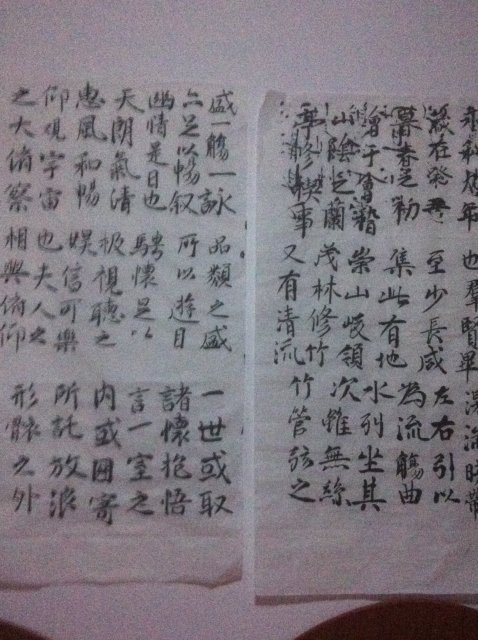 永和九年
歲在癸丑
暮春之初
會于會稽
山陰之蘭
亭修禊事
也羣賢畢
至少長咸
集此有地
崇山峻領
茂林修竹
又有清流
湍映帶
左右引以
為流觴曲
水列坐其
次雖無絲
竹管弦之
盛一觴一詠
亦足以暢叙
幽情是日也
天朗氣清
惠風和暢
仰觀宇宙
之大俯察
品類之盛
所以遊目
騁懷足以
極視聽之
娛信可樂
也夫人之
相與俯仰
一世或取
諸懷抱悟
言一室之
內或因寄
所託放浪
形骸之外